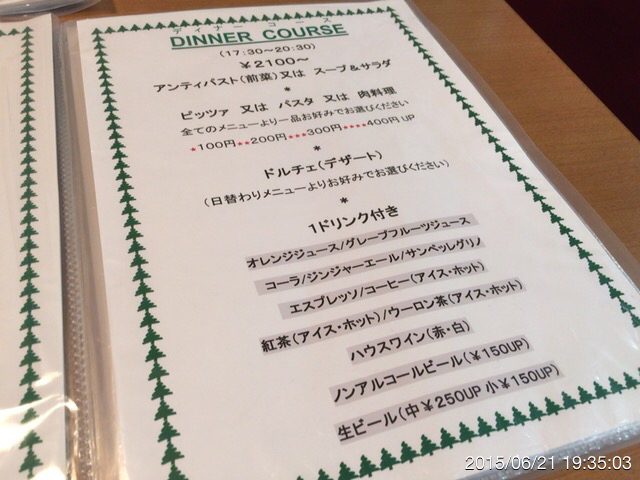 ディナーコース
DINNER COURSE
(17:30~20:30)
¥2100~
アンティパスト(前菜)又は スープ&サラダ
*
ピッツァ 又は パスタ 又は 肉料理
全てのメニューより一品お好みでお選びください
★100円★★200円★★★300円★★★★400円UP
*
ドルチェ(デザート)
(日替わりメニューよりお好みでお選びください)
*
1ドリンク付き
オレンジジュース/グレープフルーツジュース
コーラ/ジンジャーエール/サンペッレグリノ
エスプレッソ/コーヒー(アイス・ホット)
紅茶(アイス・ホット)/ウーロン茶(アイス・ホット)
ハウスワイン(赤・白)
ノンアルコールビール(¥150UP)
生ビール(中¥250UP 小¥150UP)
2015/06/21 19:35:03